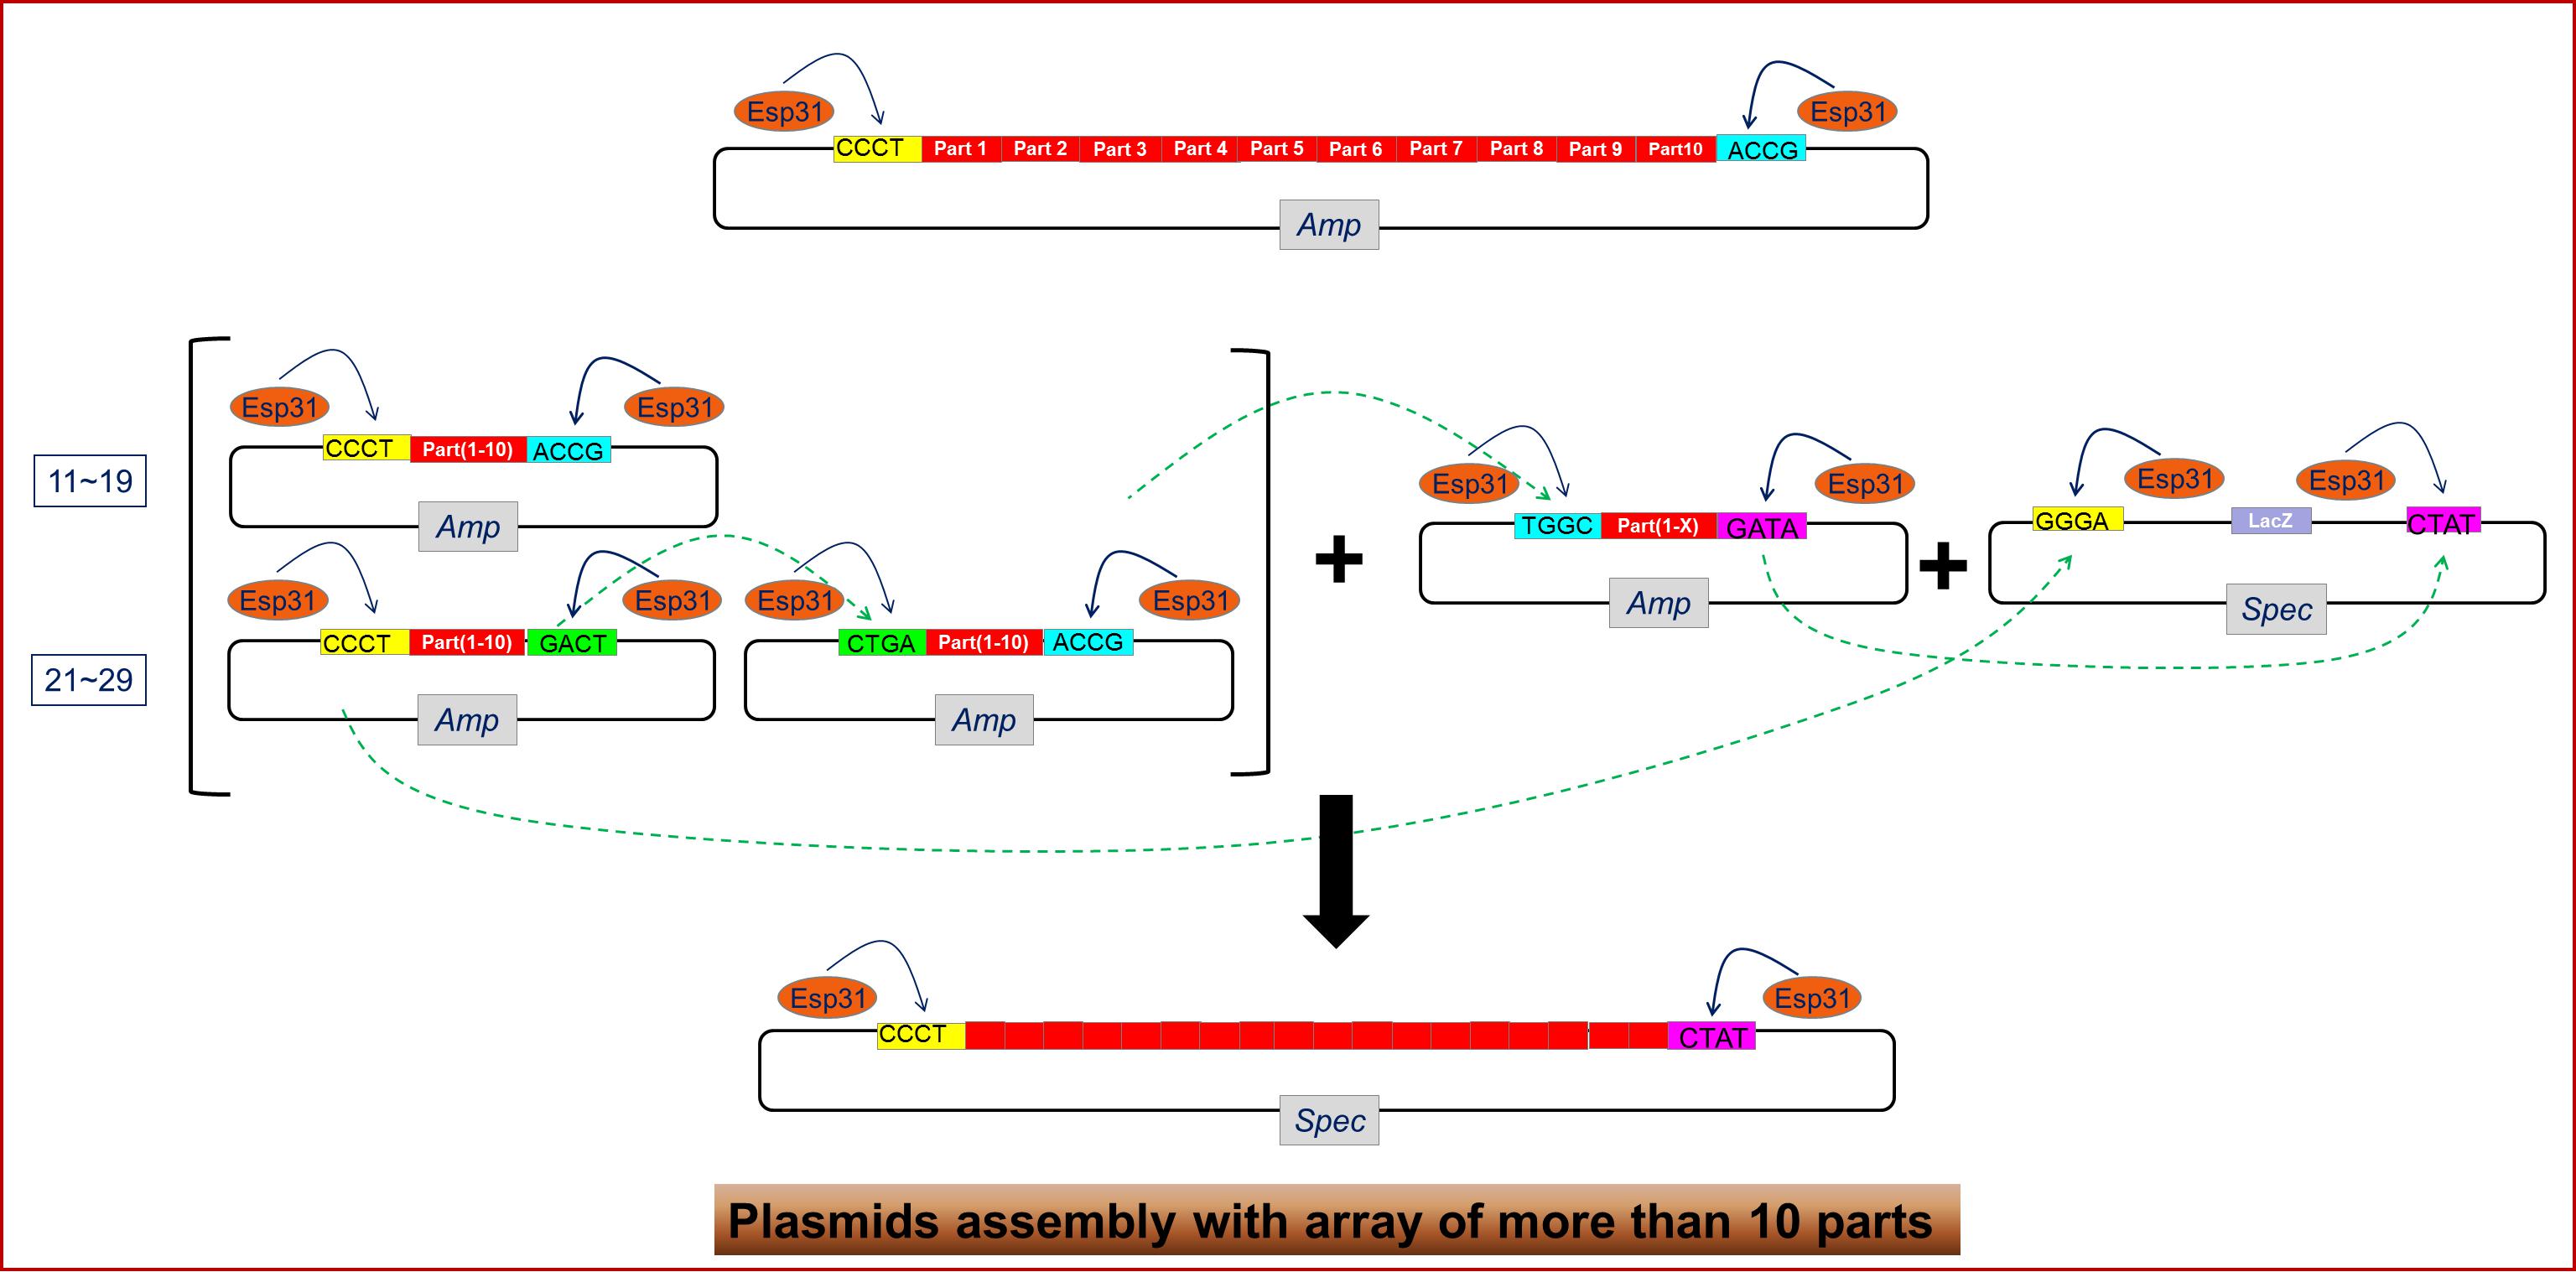 Esp31
Esp31
CCCT Part 1 Part 2 Part 3 Part 4 Part 5 Part 6 Part 7 Part 8 Part 9 Part10 ACCG
Amp
11~19
Esp31
Esp31
CCCT Part(1-10) ACCG
Amp
21~29
Esp31
Esp31
CCCT Part(1-10) GACT
Amp
Esp31
Esp31
CTGA Part(1-10) ACCG
Amp
+
Esp31
Esp31
TGGC Part(1-X) GATA
Amp
+
Esp31
Esp31
GGGA LacZ CTAT
Spec
Esp31
Esp31
CCCT CTAT
Spec
Plasmids assembly with array of more than 10 parts